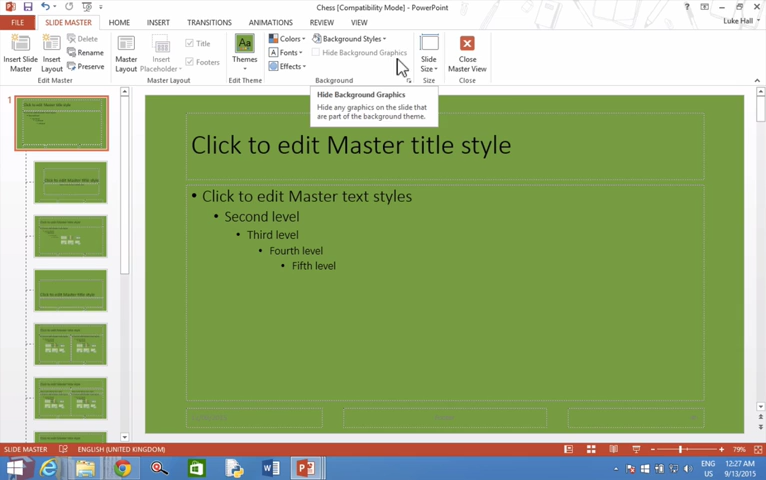 Chess [Compatibility Mode] - PowerPoint
FILE SLIDE MASTER HOME INSERT TRANSITIONS ANIMATIONS REVIEW VIEW Luke Hall
Insert Slide Master
Insert Layout
Delete
Rename
Preserve
Edit Master
Master Layout
Insert Placeholder
Title
Footers
Master Layout
Aa
Themes
Edit Theme
Colors
Fonts
Effects
Background Styles
Hide Background Graphics
Background
Slide Size
Size
Close Master View
Close
Hide Background Graphics
Hide any graphics on the slide that
are part of the background theme.
1
Click to edit Master title style
• Click to edit Master text styles
• Second level
• Third level
• Fourth level
• Fifth level
SLIDE MASTER ENGLISH (UNITED KINGDOM) 79%
ENG 12:27 AM
US 9/13/2015